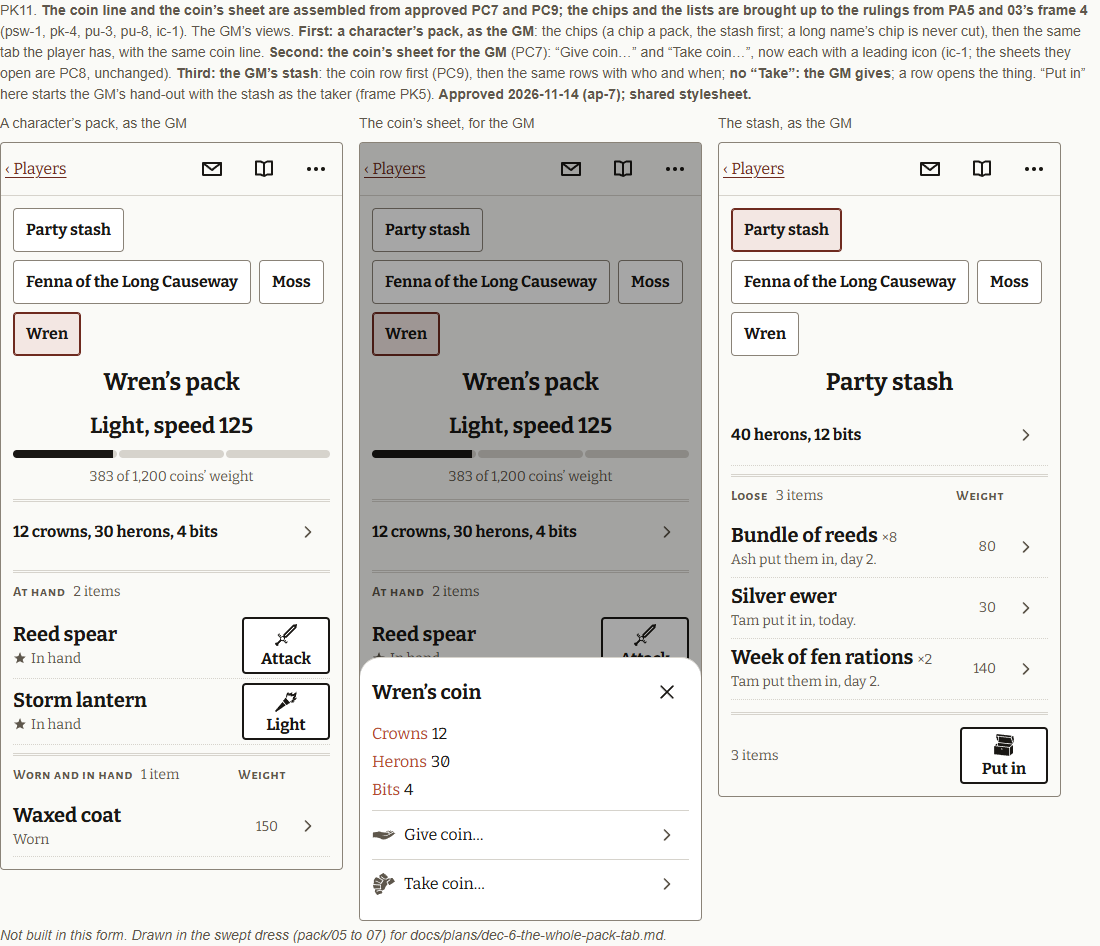 PK11. The coin line and the coin’s sheet are assembled from approved PC7 and PC9; the chips and the lists are brought up to the rulings from PA5 and 03’s frame 4
(psw-1, pk-4, pu-3, pu-8, ic-1). The GM’s views. First: a character’s pack, as the GM: the chips (a chip a pack, the stash first; a long name’s chip is never cut), then the same
tab the player has, with the same coin line. Second: the coin’s sheet for the GM (PC7): “Give coin…” and “Take coin…”, now each with a leading icon (ic-1; the sheets they
open are PC8, unchanged). Third: the GM’s stash: the coin row first (PC9), then the same rows with who and when; no “Take”: the GM gives; a row opens the thing. “Put in”
here starts the GM’s hand-out with the stash as the taker (frame PK5). Approved 2026-11-14 (ap-7); shared stylesheet.
A character’s pack, as the GM
‹ Players
Party stash
Fenna of the Long Causeway
Moss
Wren
Wren’s pack
Light, speed 125
383 of 1,200 coins’ weight
12 crowns, 30 herons, 4 bits
At hand 2 items
Reed spear
★ In hand
Attack
Storm lantern
★ In hand
Light
Worn and in hand 1 item Weight
Waxed coat
150
Worn
The coin’s sheet, for the GM
‹ Players
Party stash
Fenna of the Long Causeway
Moss
Wren
Wren’s pack
Light, speed 125
383 of 1,200 coins’ weight
12 crowns, 30 herons, 4 bits
At hand 2 items
Reed spear
★ In hand
Attack
Wren’s coin
Crowns 12
Herons 30
Bits 4
Give coin…
Take coin…
The stash, as the GM
‹ Players
Party stash
Fenna of the Long Causeway
Moss
Wren
Party stash
40 herons, 12 bits
Loose 3 items Weight
Bundle of reeds ×8
80
Ash put them in, day 2.
Silver ewer
30
Tam put it in, today.
Week of fen rations ×2
140
Tam put them in, day 2.
3 items
Put in
Not built in this form. Drawn in the swept dress (pack/05 to 07) for docs/plans/dec-6-the-whole-pack-tab.md.